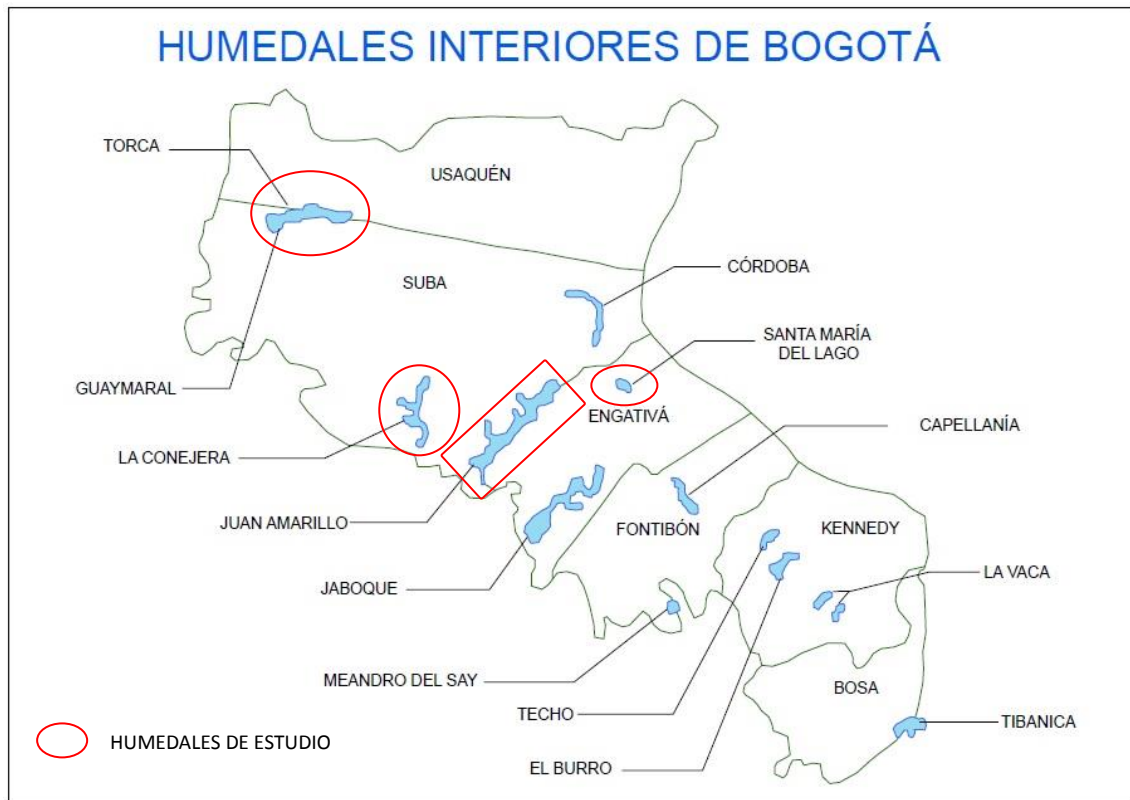 HUMEDALES INTERIORES DE BOGOTÁ
TORCA
USAQUÉN
CÓRDOBA
SUBA
SANTA MARÍA
DEL LAGO
GUAYMARAL
ENGATIVÁ
CAPELLANÍA
LA CONEJERA
JUAN AMARILLO
FONTIBÓN
KENNEDY
LA VACA
JABOQUE
MEANDRO DEL SAY
BOSA
TECHO
TIBANICA
HUMEDALES DE ESTUDIO
EL BURRO